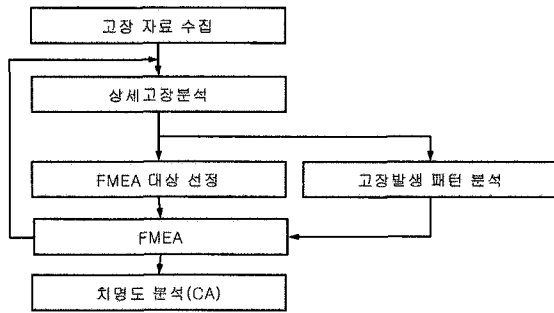 고장 자료 수집
상세고장분석
FMEA 대상 선정
고장발생 패턴 분석
FMEA
치명도 분석(CA)